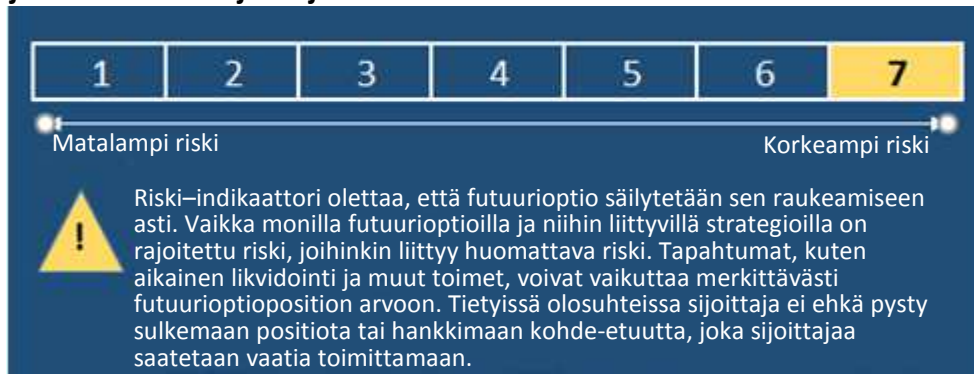 1 2 3 4 5 6 7
Matalampi riski Korkeampi riski
! Riski–indikaattori olettaa, että futuurioptio säilytetään sen raukeamiseen
asti. Vaikka monilla futuurioptioilla ja niihin liittyvillä strategioilla on
rajoitettu riski, joihinkin liittyy huomattava riski. Tapahtumat, kuten
aikainen likvidointi ja muut toimet, voivat vaikuttaa merkittävästi
futuurioptioposition arvoon. Tietyissä olosuhteissa sijoittaja ei ehkä pysty
sulkemaan positiota tai hankkimaan kohde-etuutta, joka sijoittajaa
saatetaan vaatia toimittamaan.